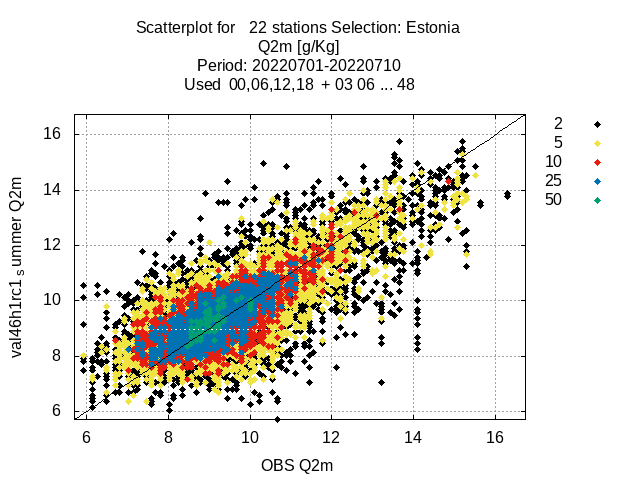 Scatterplot for 22 stations Selection: Estonia
Q2m [g/Kg]
Period: 20220701-20220710
Used 00,06,12,18 + 03 06 ... 48
2
5
10
25
50
16
14
12
10
8
6
val46h1rc1 summer Q2m
6 8 10 12 14 16
OBS Q2m